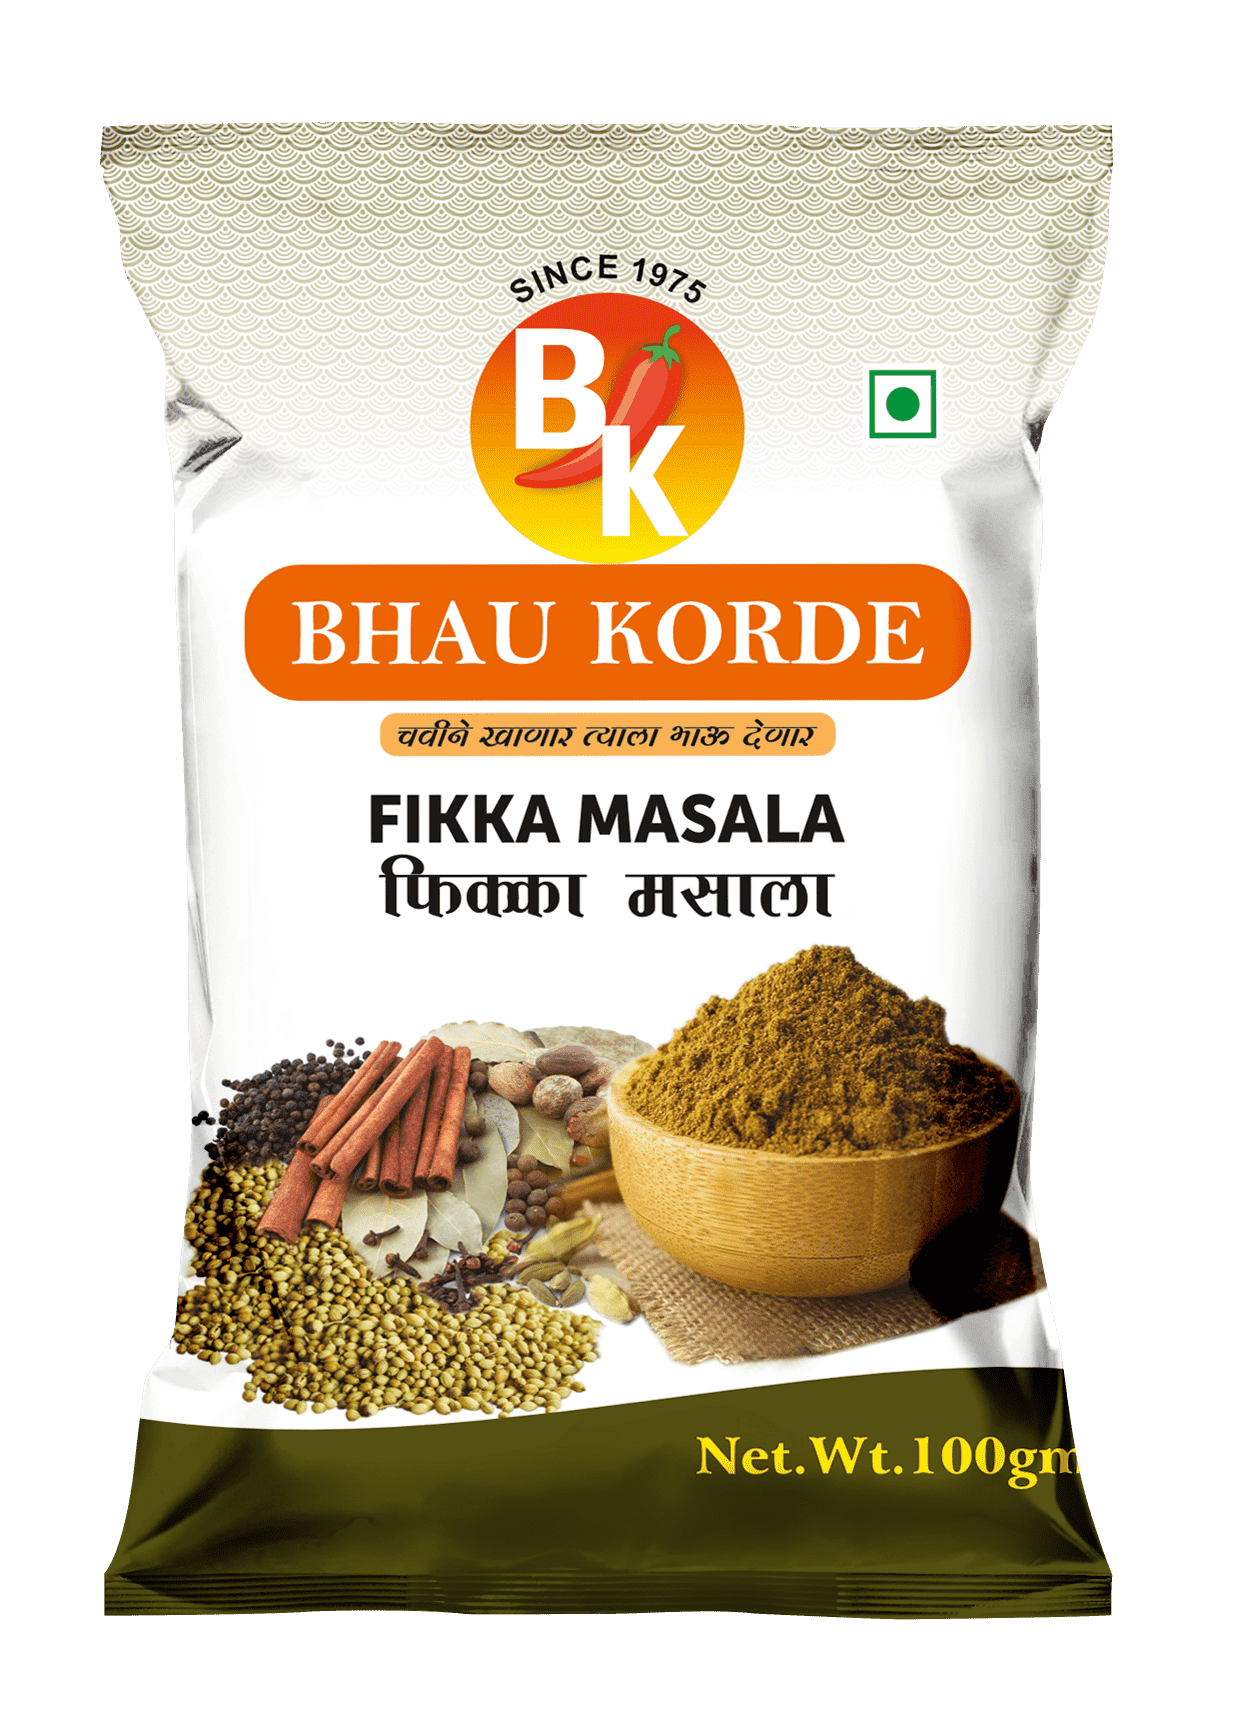 SINCE 1975
BK
BHAU KORDE
चवीने खाणार त्याला भाऊ देणार
FIKKA MASALA
फिक्का मसाला
Net.Wt.100gm